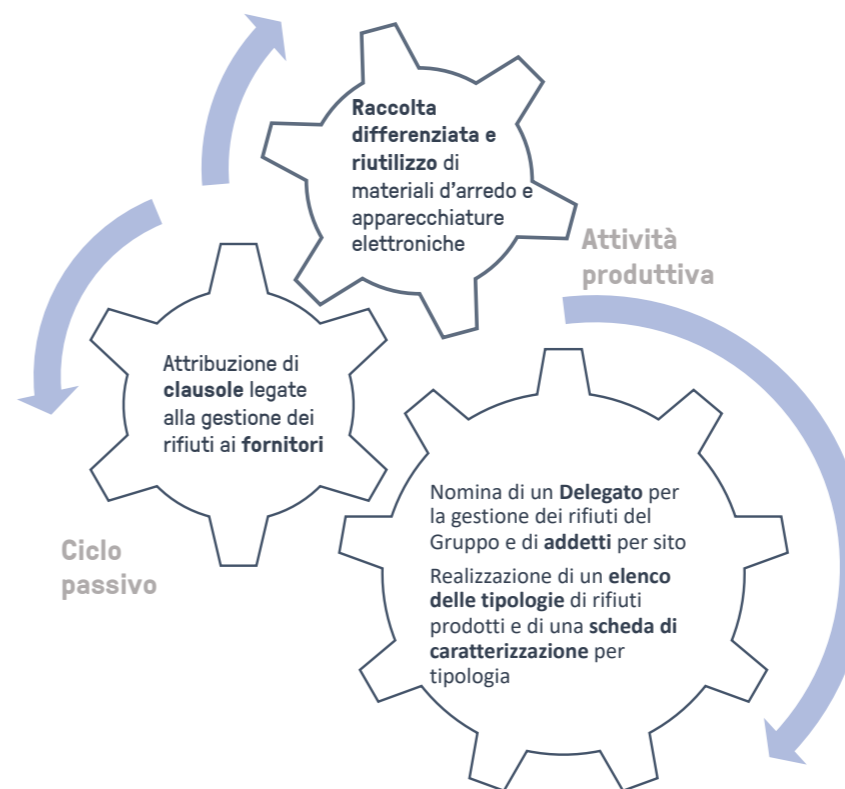 Raccolta
differenziata e
riutilizzo di
materiali d'arredo e
apparecchiature
elettroniche
Attività
produttiva
Attribuzione di
clausole legate
alla gestione dei
rifiuti ai fornitori
Ciclo
passivo
Nomina di un Delegato per
la gestione dei rifiuti del
Gruppo e di addetti per sito
Realizzazione di un elenco
delle tipologie di rifiuti
prodotti e di una scheda di
caratterizzazione per
tipologia